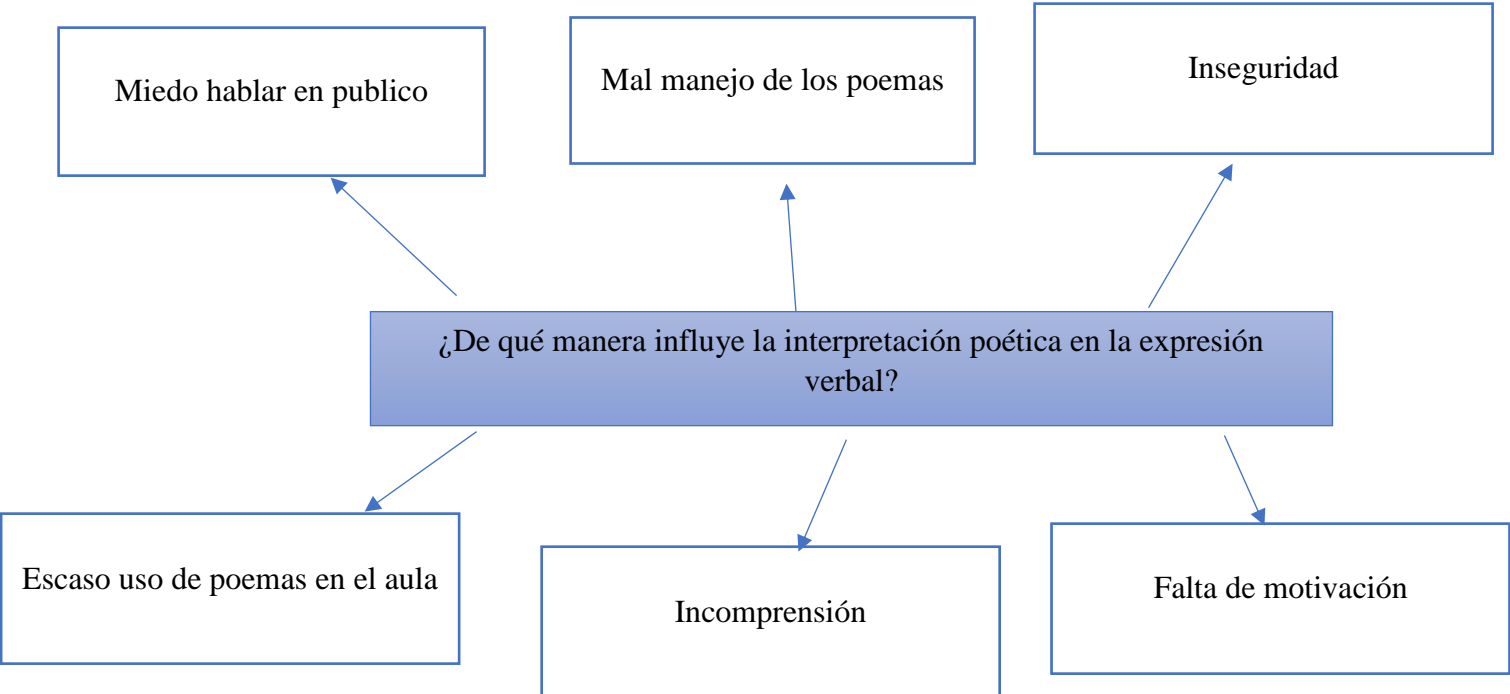 Miedo hablar en publico
Mal manejo de los poemas
Inseguridad
¿De qué manera influye la interpretación poética en la expresión
verbal?
Escaso uso de poemas en el aula
Incomprensión
Falta de motivación